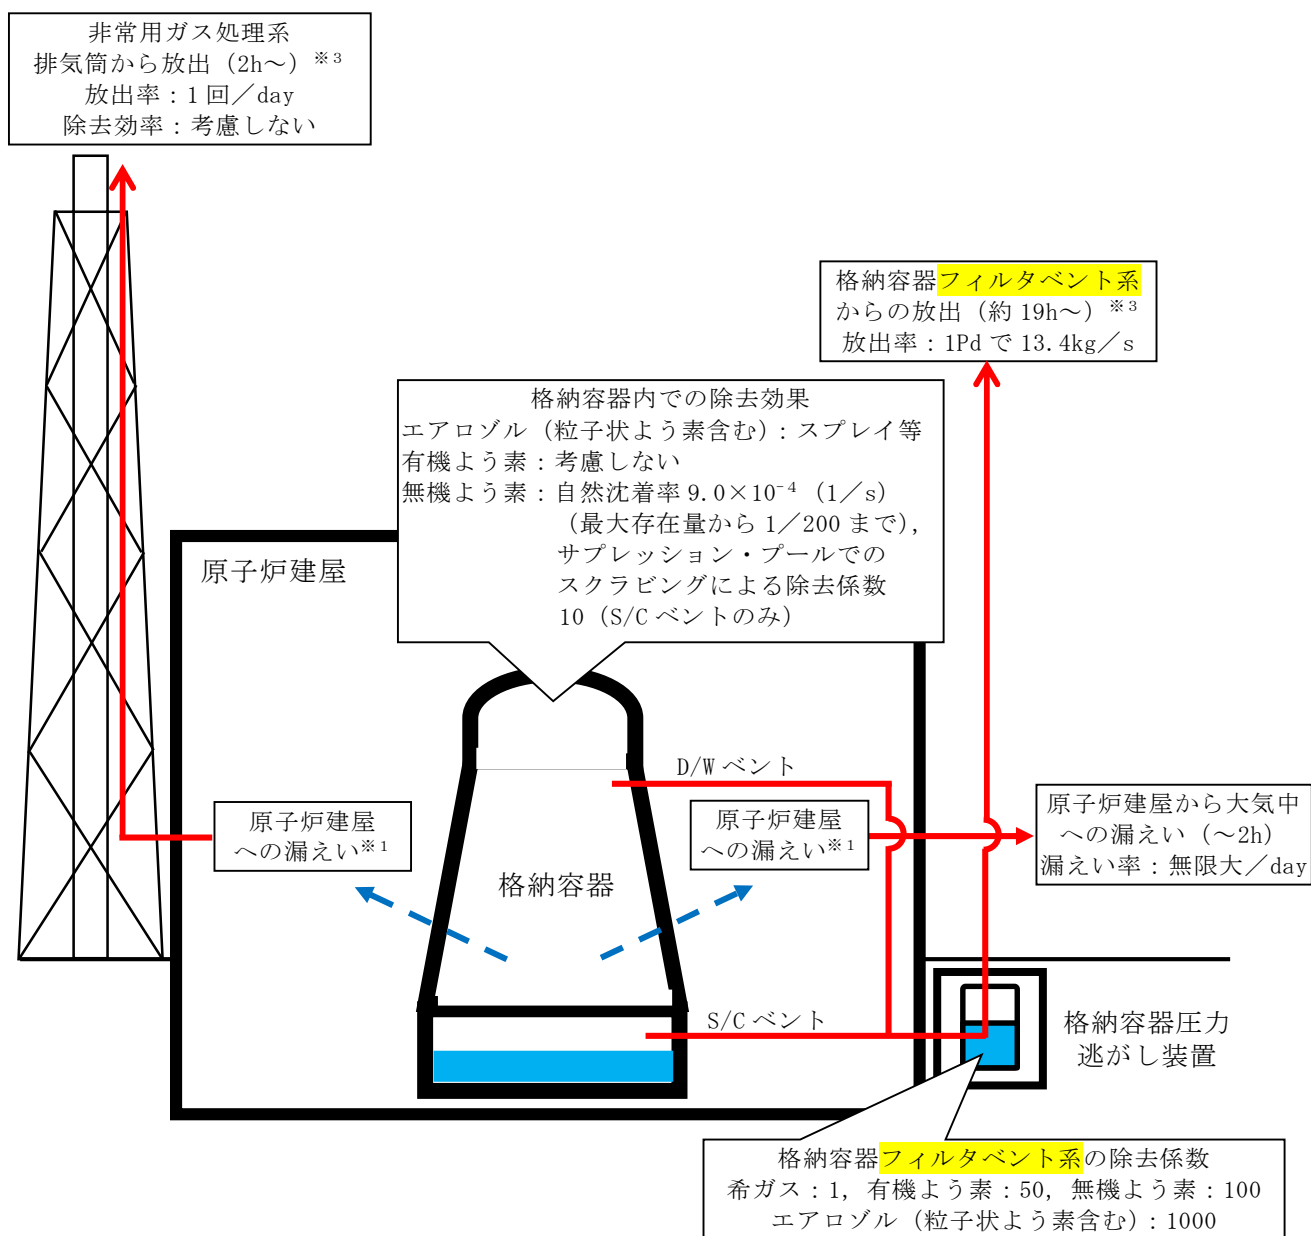 非常用ガス処理系
排気筒から放出（2h～）※3
放出率：1回／day
除去効率：考慮しない
格納容器フィルタベント系
からの放出（約19h～）※3
放出率：1Pdで13.4kg／s
格納容器内での除去効果
エアロゾル（粒子状よう素含む）：スプレイ等
有機よう素：考慮しない
無機よう素：自然沈着率9.0×10⁻⁴（1／s）
（最大存在量から1／200まで），
サプレッション・プールでの
スクラビングによる除去係数
10（S/Cベントのみ）
原子炉建屋
D/Wベント
原子炉建屋
への漏えい※1
原子炉建屋
への漏えい※1
原子炉建屋から大気中
への漏えい（～2h）
漏えい率：無限大／day
格納容器
S/Cベント
格納容器圧力
逃がし装置
格納容器フィルタベント系の除去係数
希ガス：1，有機よう素：50，無機よう素：100
エアロゾル（粒子状よう素含む）：1000